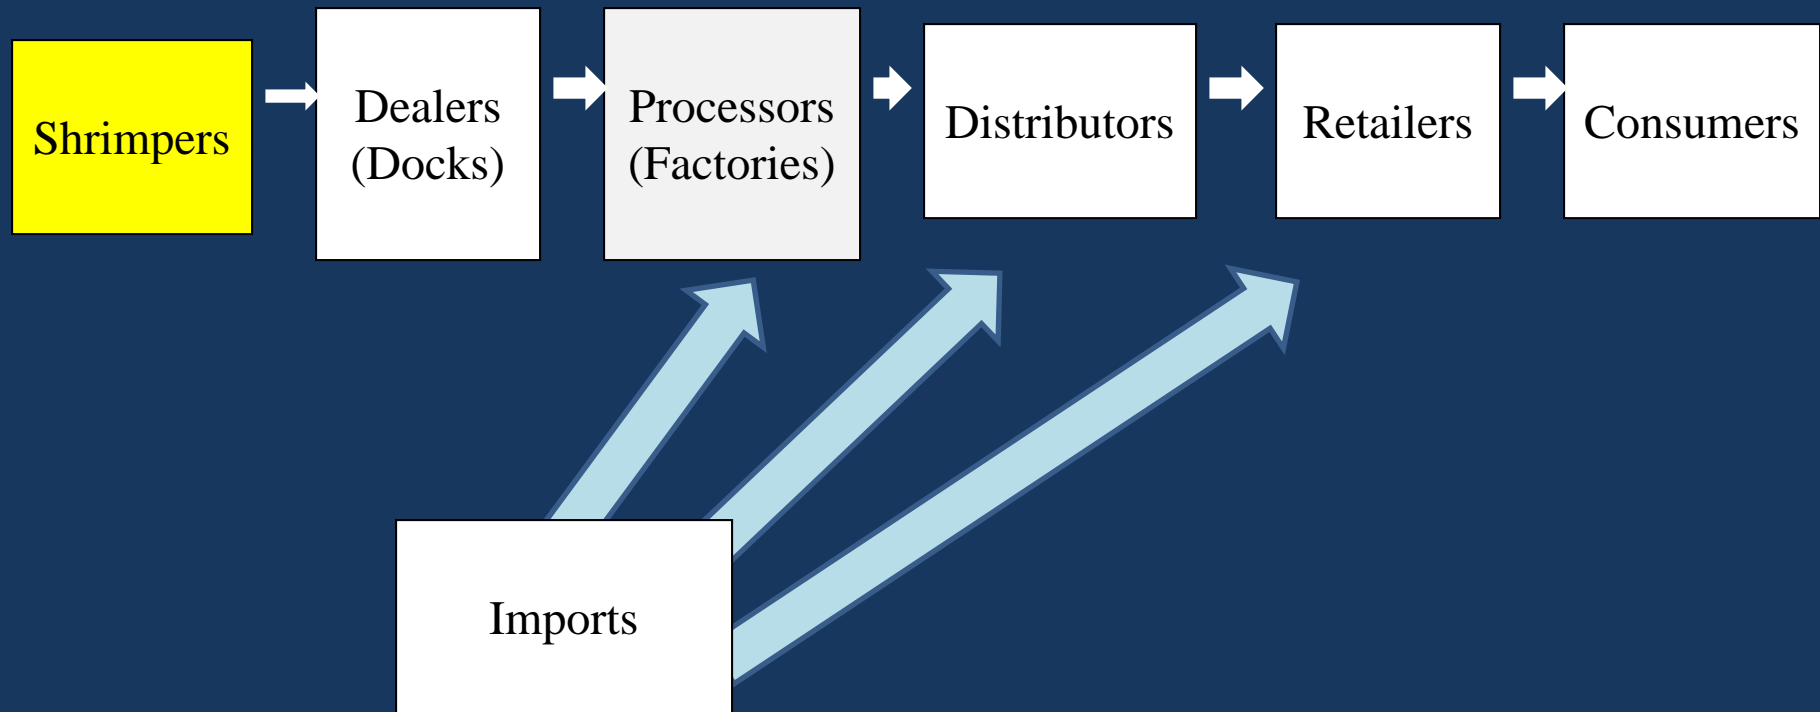 Shrimpers
Dealers
(Docks)
Processors
(Factories)
Distributors
Retailers
Consumers
Imports